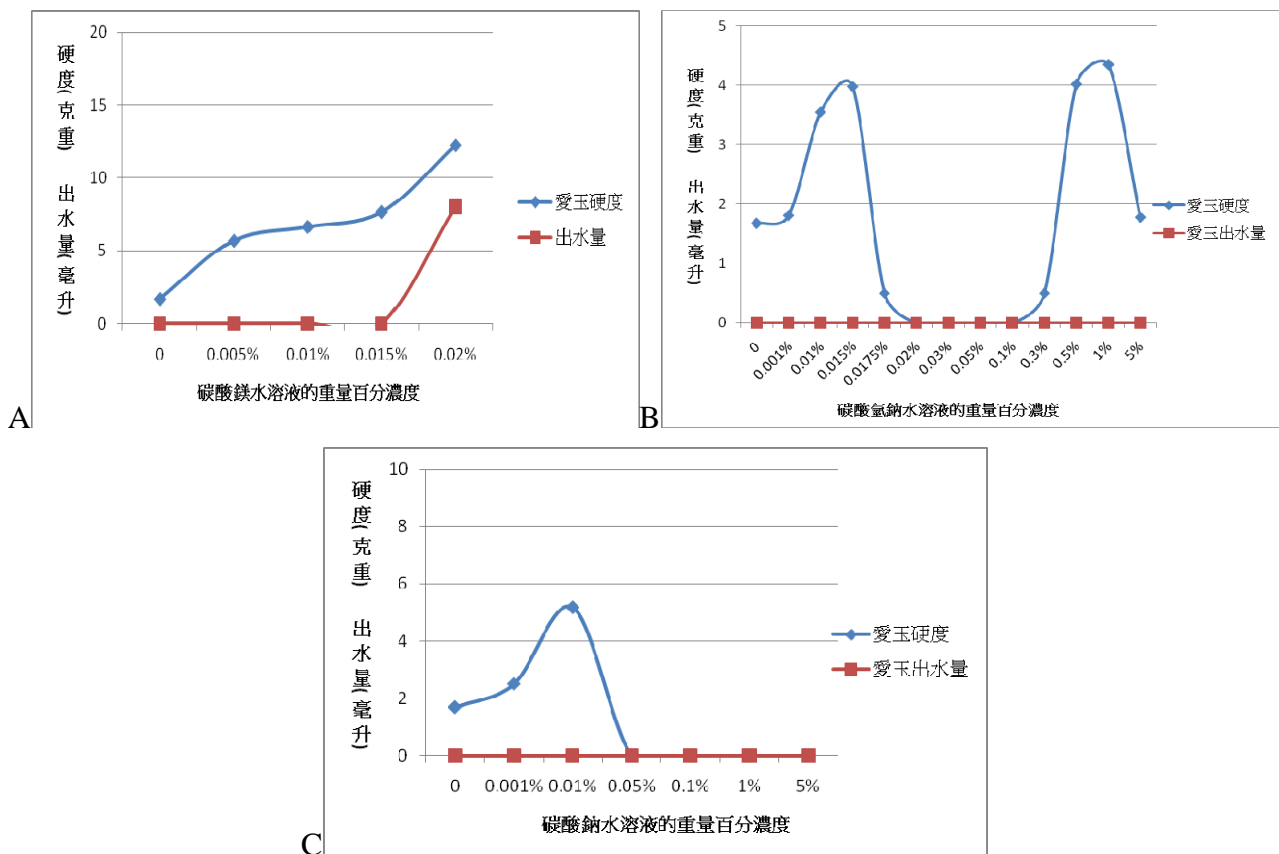 硬度(克重) 出水量(毫升)
20
15
10
5
0
0 0.005% 0.01% 0.015% 0.02%
碳酸鎂水溶液的重量百分濃度
愛玉硬度
出水量
A
硬度(克重) 出水量(毫升)
5
4
3
2
1
0
0 0.001% 0.01% 0.015% 0.0175% 0.02% 0.03% 0.05% 0.1% 0.3% 0.5% 1% 5%
碳酸氫鈉水溶液的重量百分濃度
愛玉硬度
愛玉出水量
B
硬度(克重) 出水量(毫升)
10
8
6
4
2
0
0 0.001% 0.01% 0.05% 0.1% 1% 5%
碳酸鈉水溶液的重量百分濃度
愛玉硬度
愛玉出水量
C